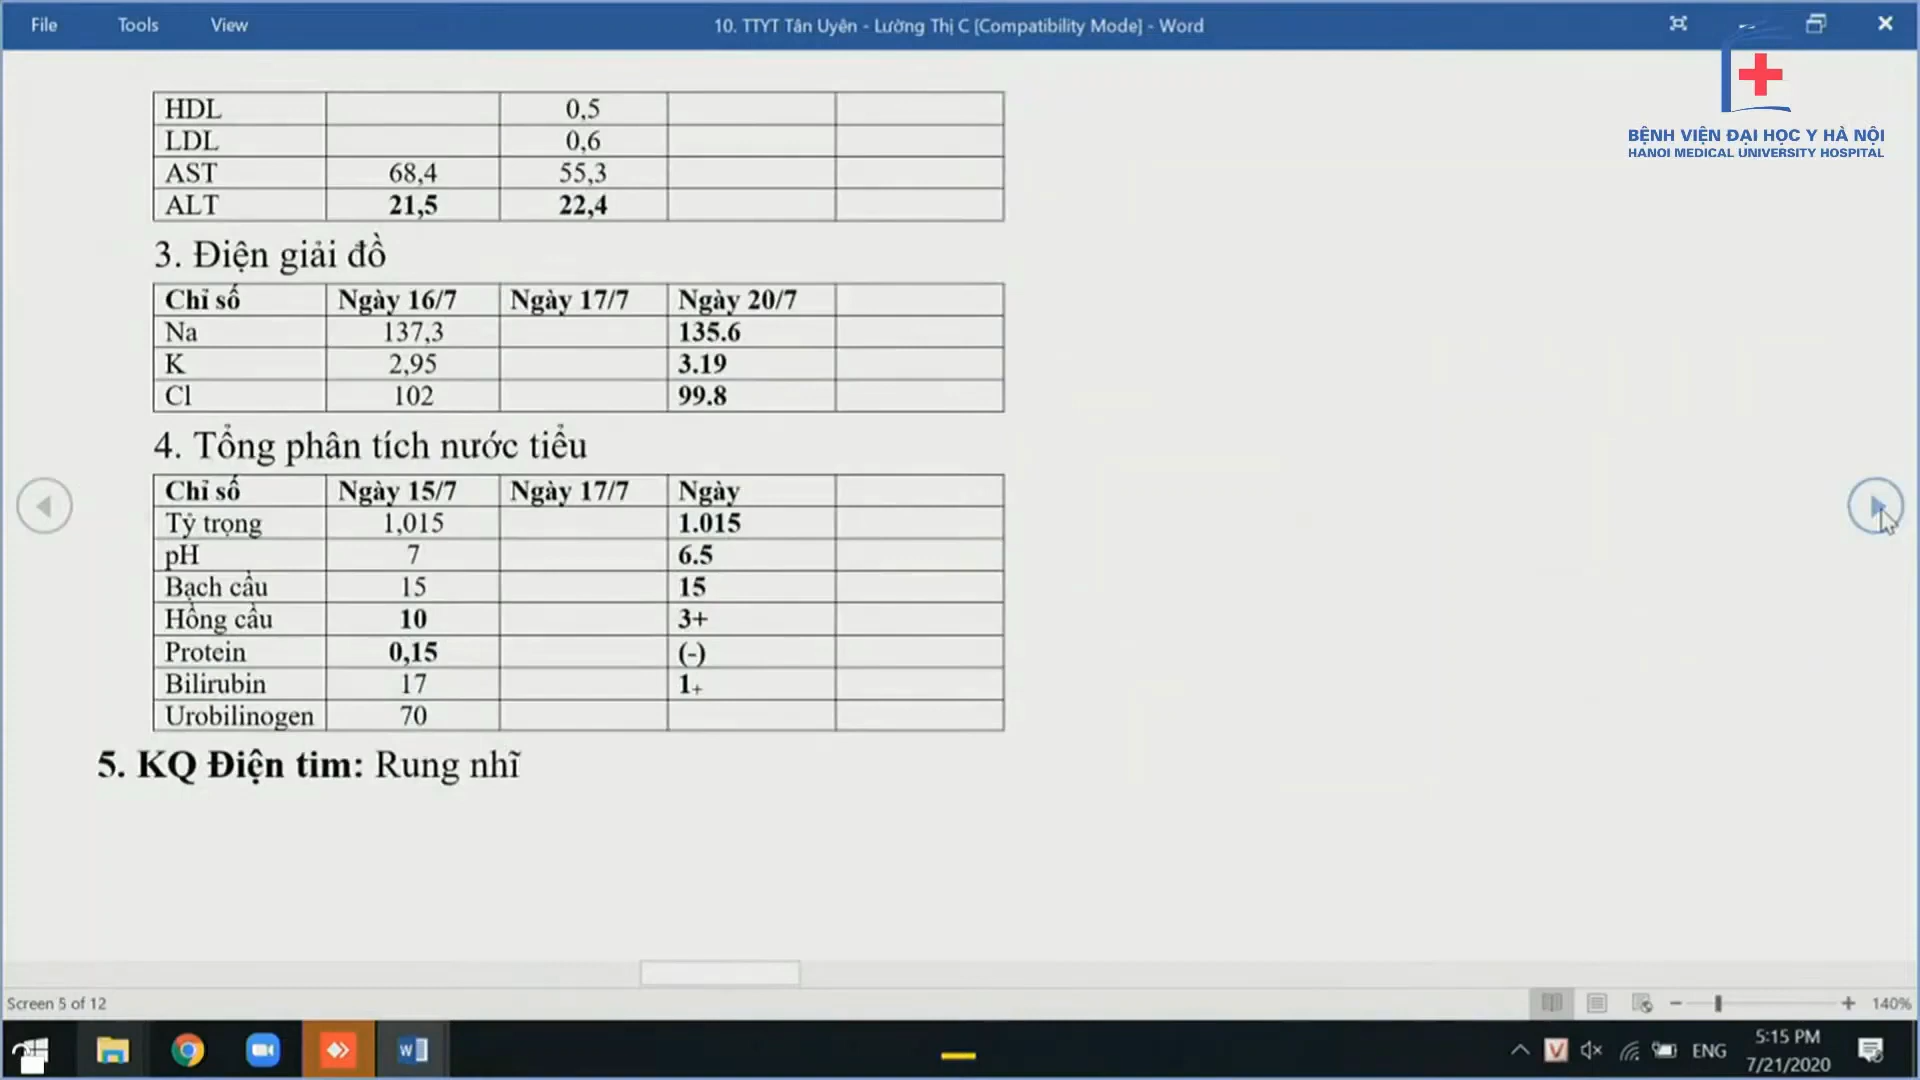 File Tools View 10. TTYT Tân Uyên - Lường Thị C [Compatibility Mode] - Word
BỆNH VIỆN ĐẠI HỌC Y HÀ NỘI
HANOI MEDICAL UNIVERSITY HOSPITAL
HDL 0,5
LDL 0,6
AST 68,4 55,3
ALT 21,5 22,4
3. Điện giải đồ
Chỉ số Ngày 16/7 Ngày 17/7 Ngày 20/7
Na 137,3 135.6
K 2,95 3.19
Cl 102 99.8
4. Tổng phân tích nước tiểu
Chỉ số Ngày 15/7 Ngày 17/7 Ngày
Tỷ trọng 1,015 1.015
pH 7 6.5
Bạch cầu 15 15
Hồng cầu 10 3+
Protein 0,15 (-)
Bilirubin 17 1+
Urobilinogen 70
5. KQ Điện tim: Rung nhĩ
Screen 5 of 12 140%
ENG 5:15 PM
7/21/2020